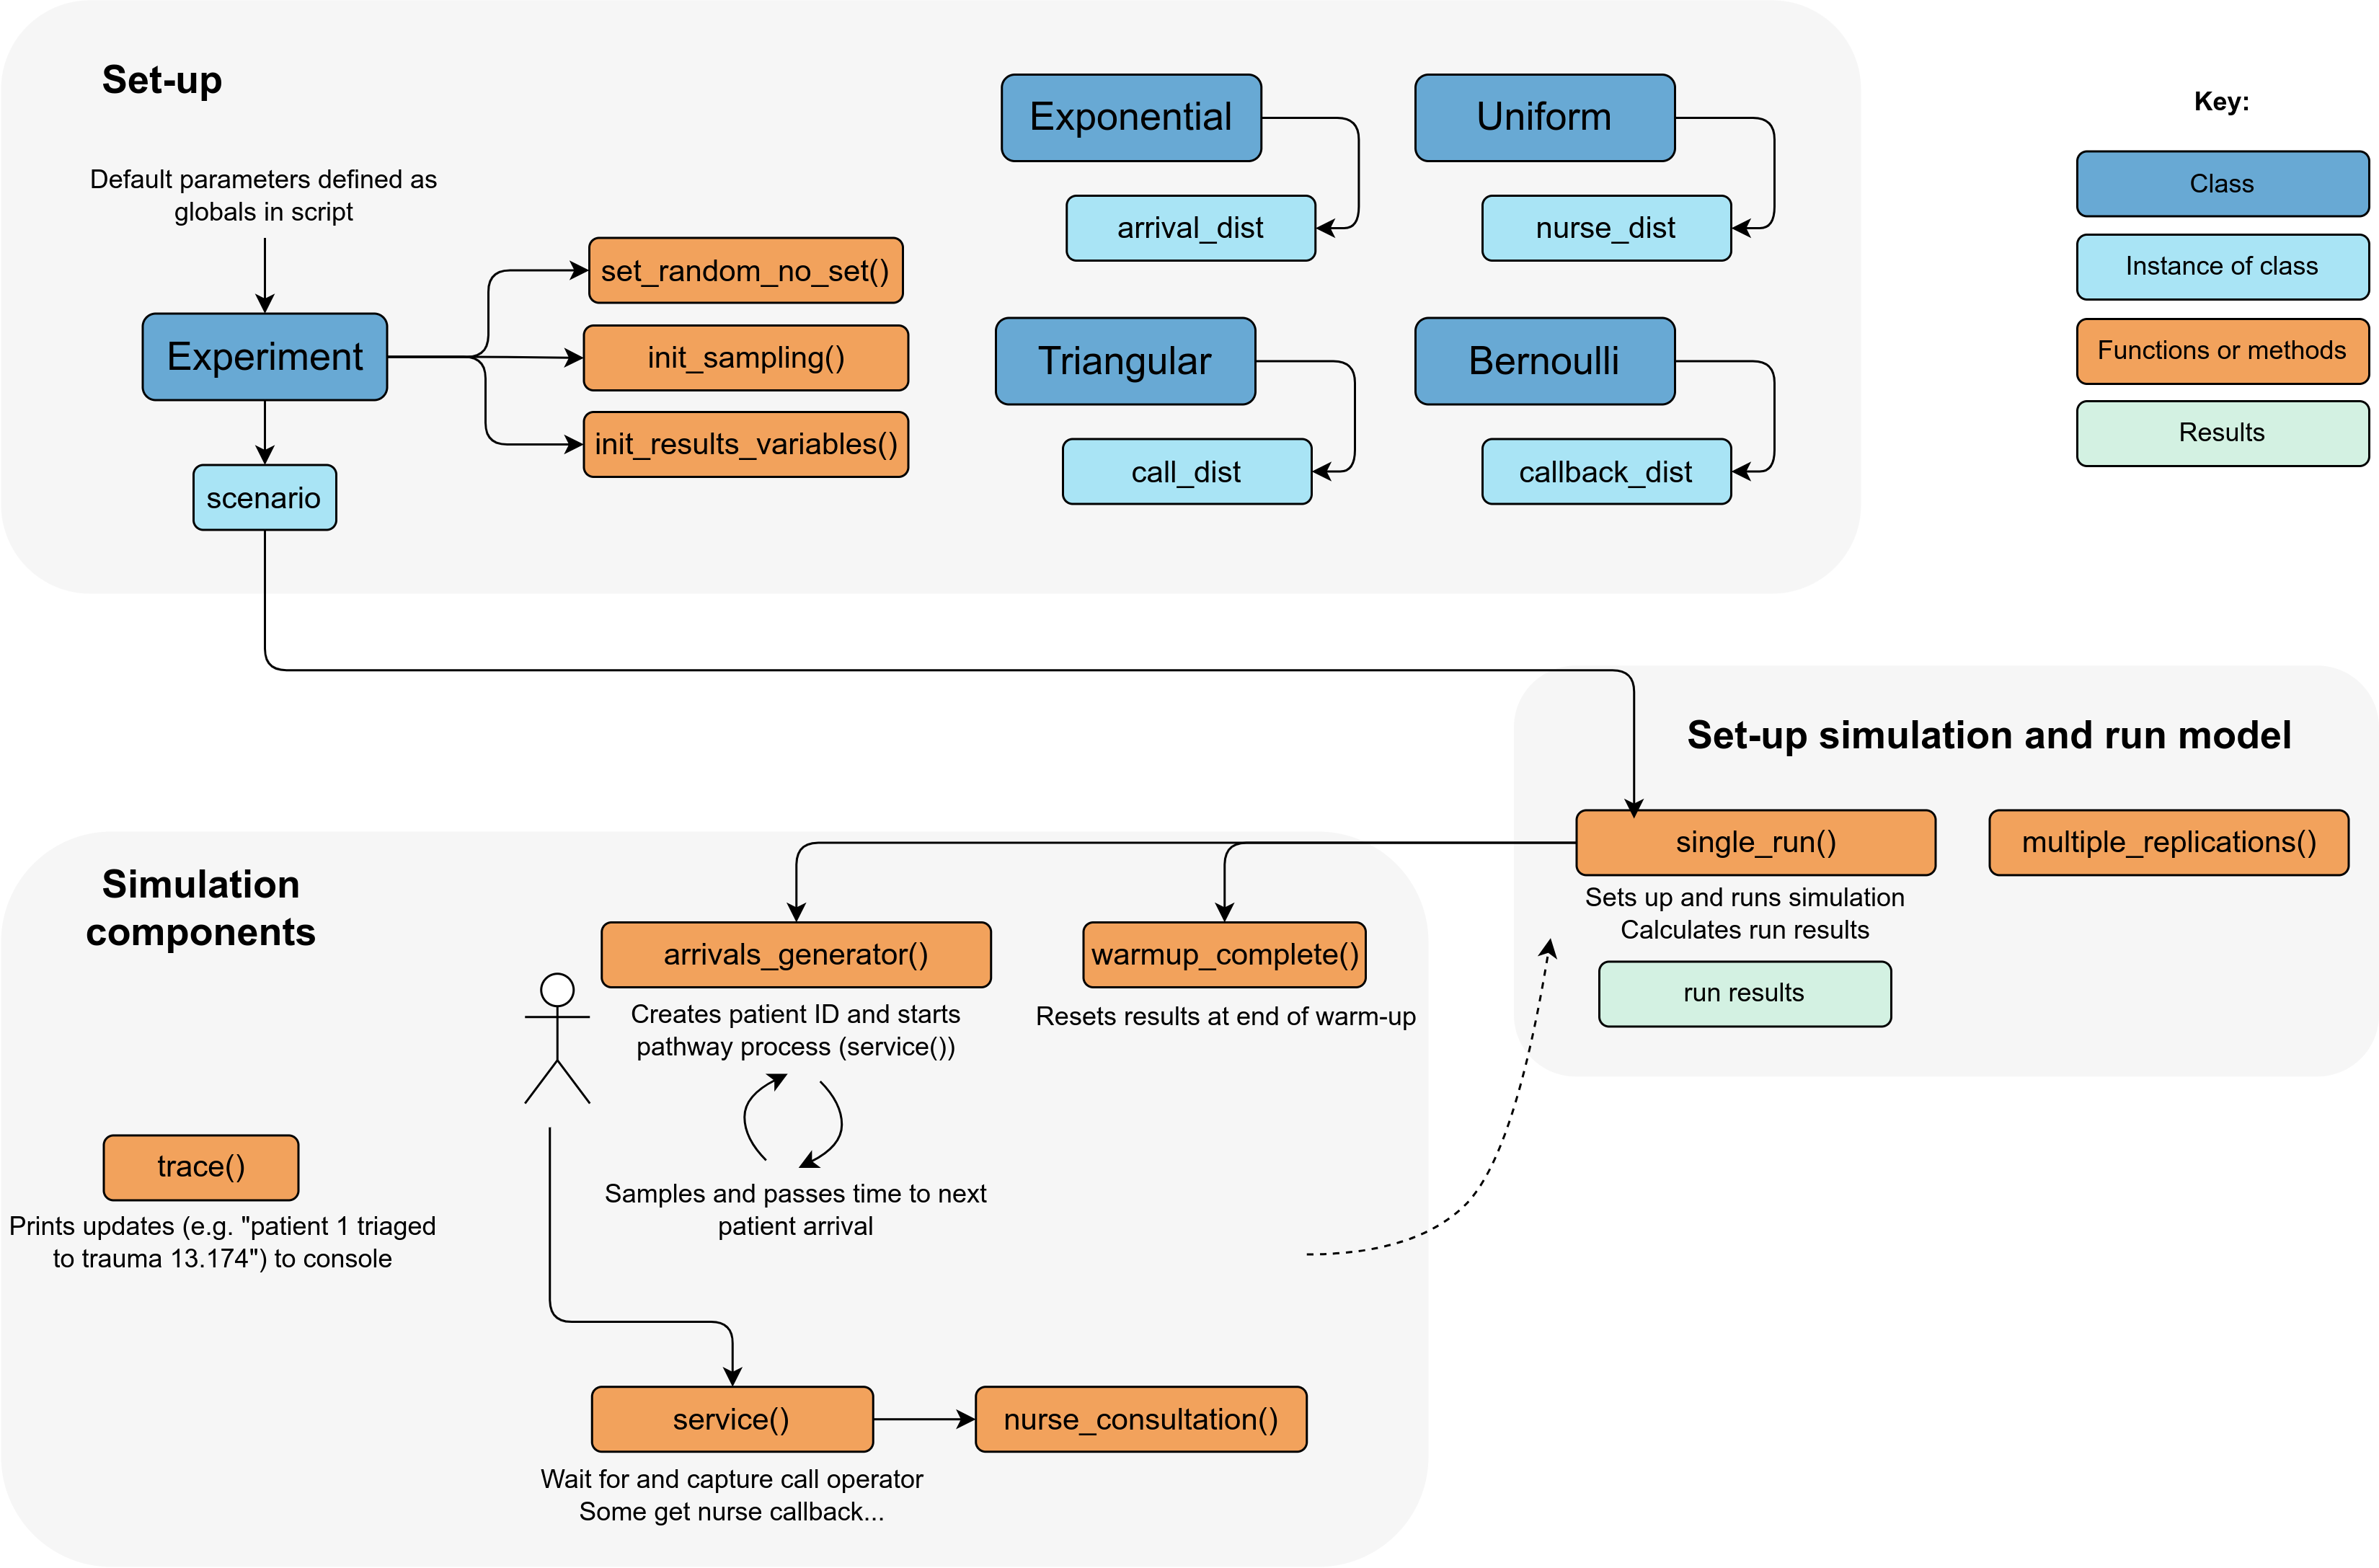 Set-up
Default parameters defined as
globals in script
Experiment
scenario
set_random_no_set()
init_sampling()
init_results_variables()
Exponential
arrival_dist
Uniform
nurse_dist
Triangular
call_dist
Bernoulli
callback_dist
Key:
Class
Instance of class
Functions or methods
Results
Set-up simulation and run model
single_run()
Sets up and runs simulation
Calculates run results
run results
multiple_replications()
Simulation
components
arrivals_generator()
Creates patient ID and starts
pathway process (service())
Samples and passes time to next
patient arrival
warmup_complete()
Resets results at end of warm-up
trace()
Prints updates (e.g. "patient 1 triaged
to trauma 13.174") to console
service()
Wait for and capture call operator
Some get nurse callback...
nurse_consultation()